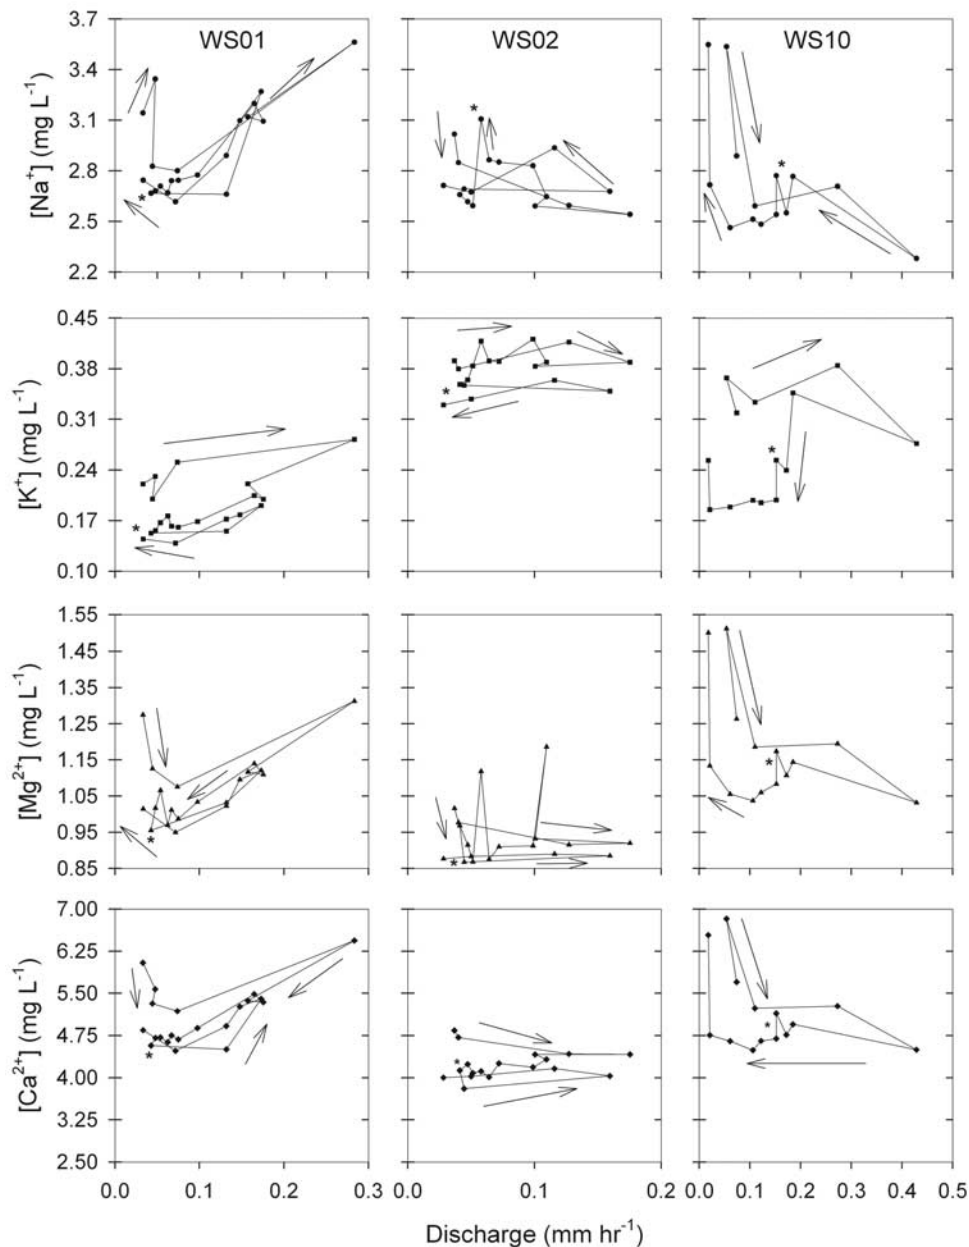 WS01 WS02 WS10
3.7
3.4
3.1
2.8
2.5
2.2
[Na⁺] (mg L⁻¹)
* * *
0.45
0.38
0.31
0.24
0.17
0.10
[K⁺] (mg L⁻¹)
* * *
1.55
1.45
1.35
1.25
1.15
1.05
0.95
0.85
[Mg²⁺] (mg L⁻¹)
* * *
7.00
6.25
5.50
4.75
4.00
3.25
2.50
[Ca²⁺] (mg L⁻¹)
* * *
0.0 0.1 0.2 0.3 0.0 0.1 0.2 0.0 0.1 0.2 0.3 0.4 0.5
Discharge (mm hr⁻¹)